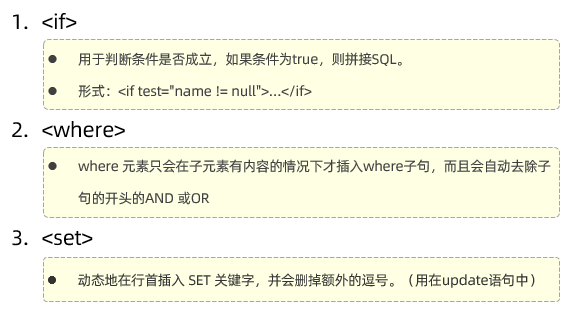 1. <if>
● 用于判断条件是否成立，如果条件为true，则拼接SQL。
● 形式：<if test="name != null">…</if>
2. <where>
● where 元素只会在子元素有内容的情况下才插入where子句，而且会自动去除子
句的开头的AND 或OR
3. <set>
● 动态地在行首插入 SET 关键字，并会删掉额外的逗号。（用在update语句中）